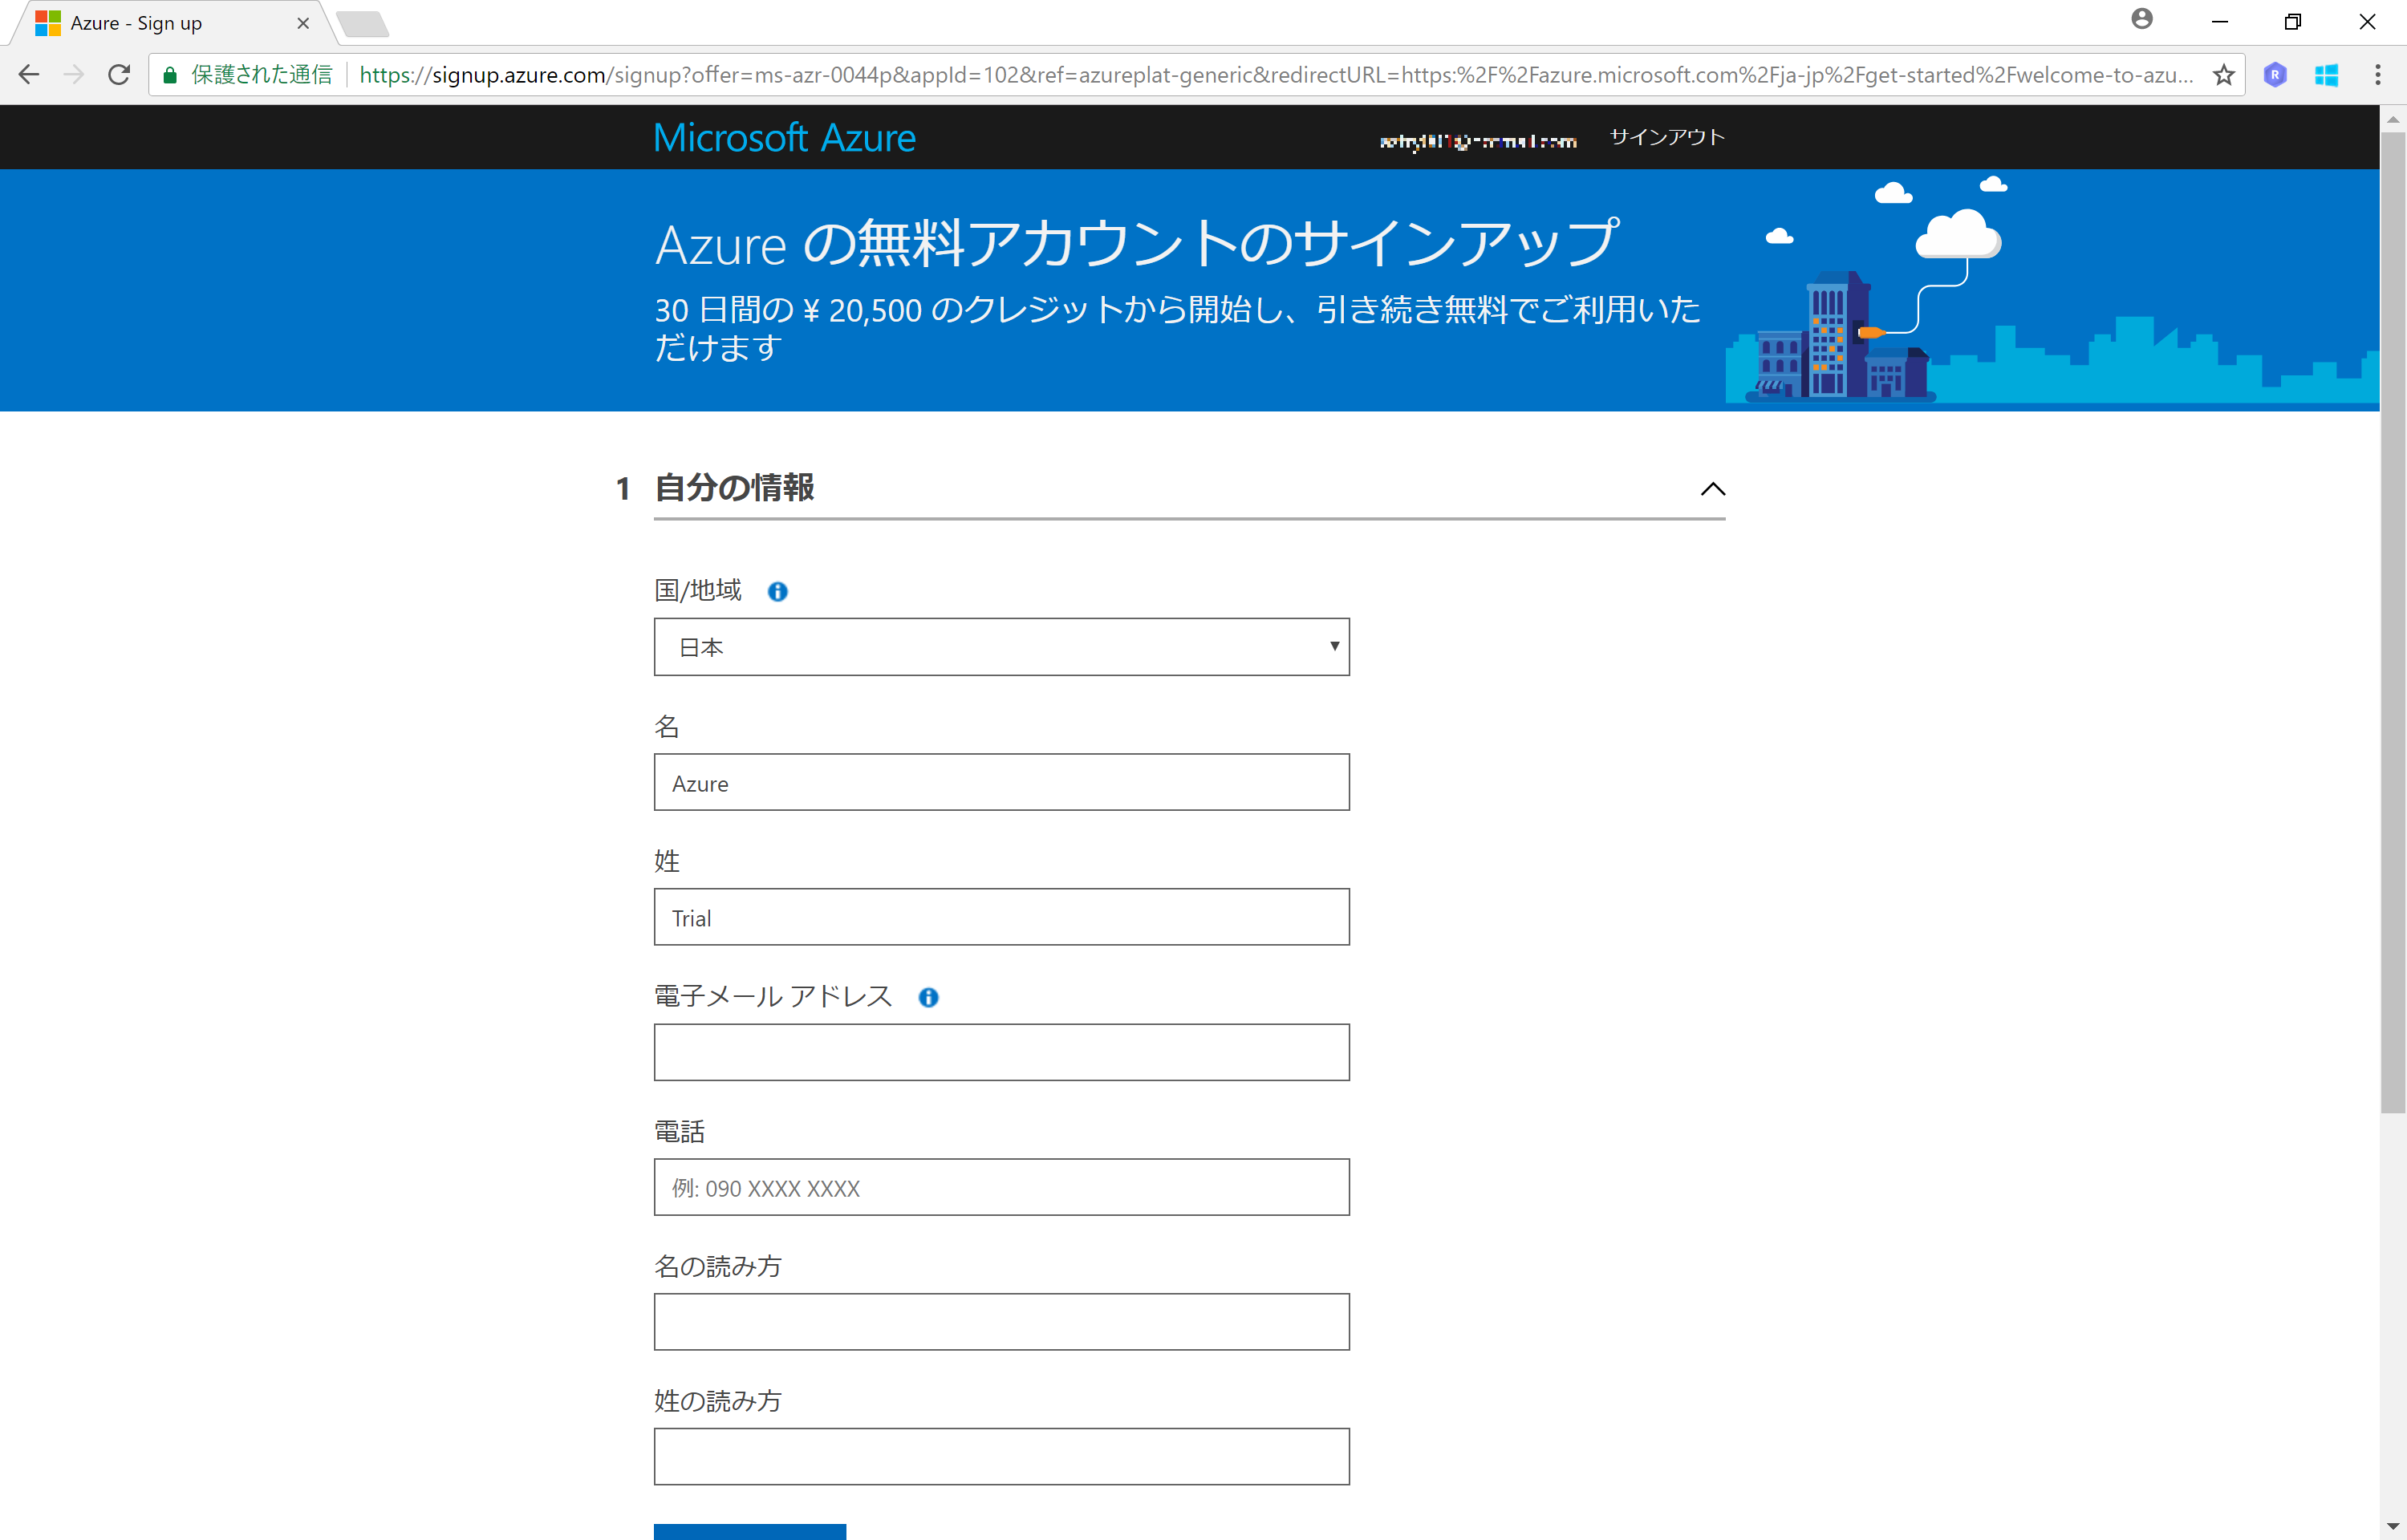 Azure - Sign up
保護された通信
https://signup.azure.com/signup?offer=ms-azr-0044p&appId=102&ref=azureplat-generic&redirectURL=https:%2F%2Fazure.microsoft.com%2Fja-jp%2Fget-started%2Fwelcome-to-azu...
R
Microsoft Azure
サインアウト
Azure の無料アカウントのサインアップ
30 日間の ¥ 20,500 のクレジットから開始し、引き続き無料でご利用いた
だけます
1 自分の情報
国/地域
日本
名
Azure
姓
Trial
電子メール アドレス
電話
例: 090 XXXX XXXX
名の読み方
姓の読み方